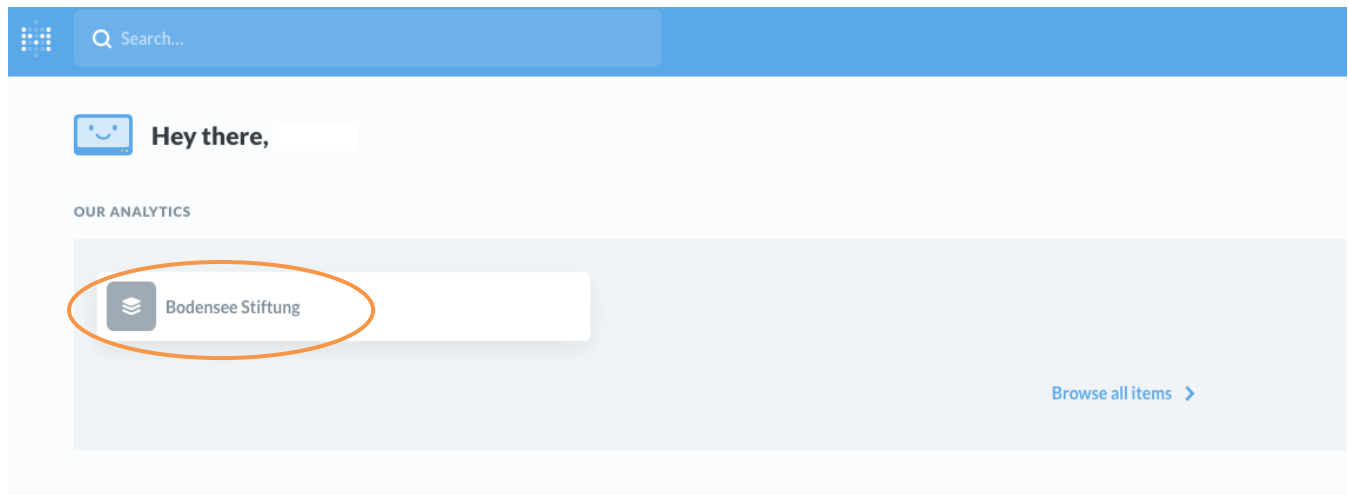 Search...
Hey there,
OUR ANALYTICS
Bodensee Stiftung
Browse all items